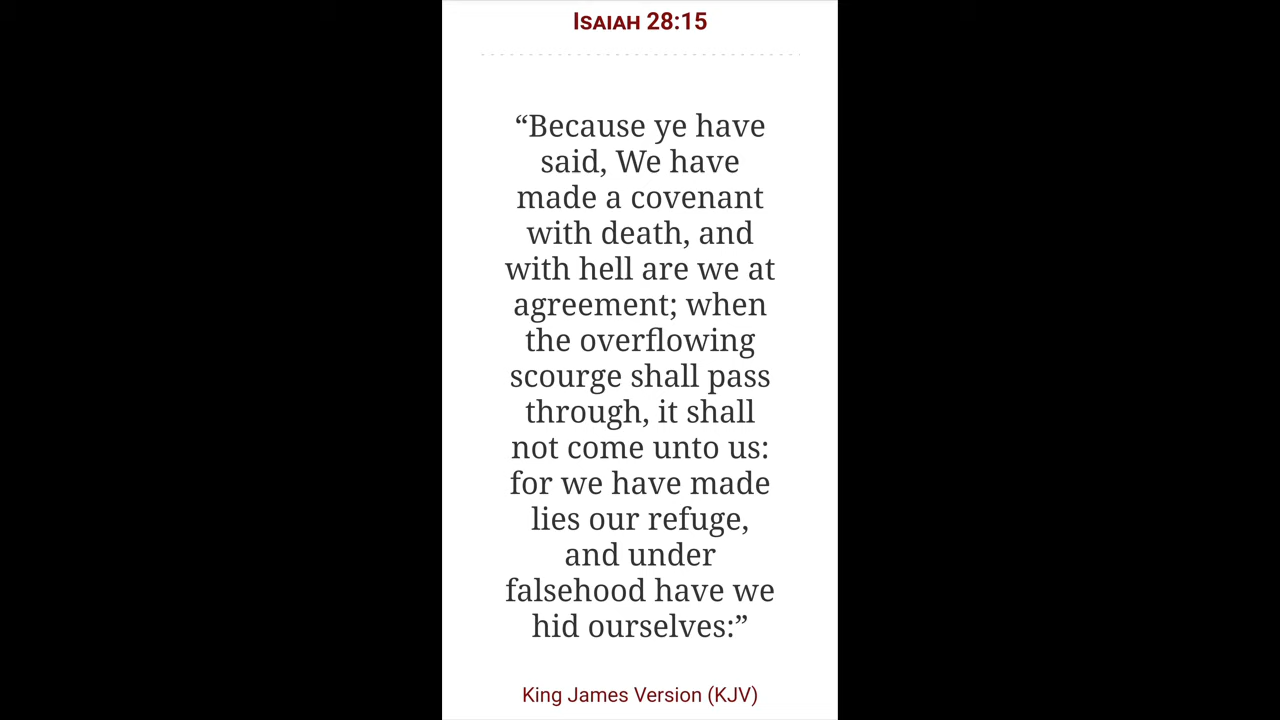 Isaiah 28:15
“Because ye have
said, We have
made a covenant
with death, and
with hell are we at
agreement; when
the overflowing
scourge shall pass
through, it shall
not come unto us:
for we have made
lies our refuge,
and under
falsehood have we
hid ourselves:”
King James Version (KJV)